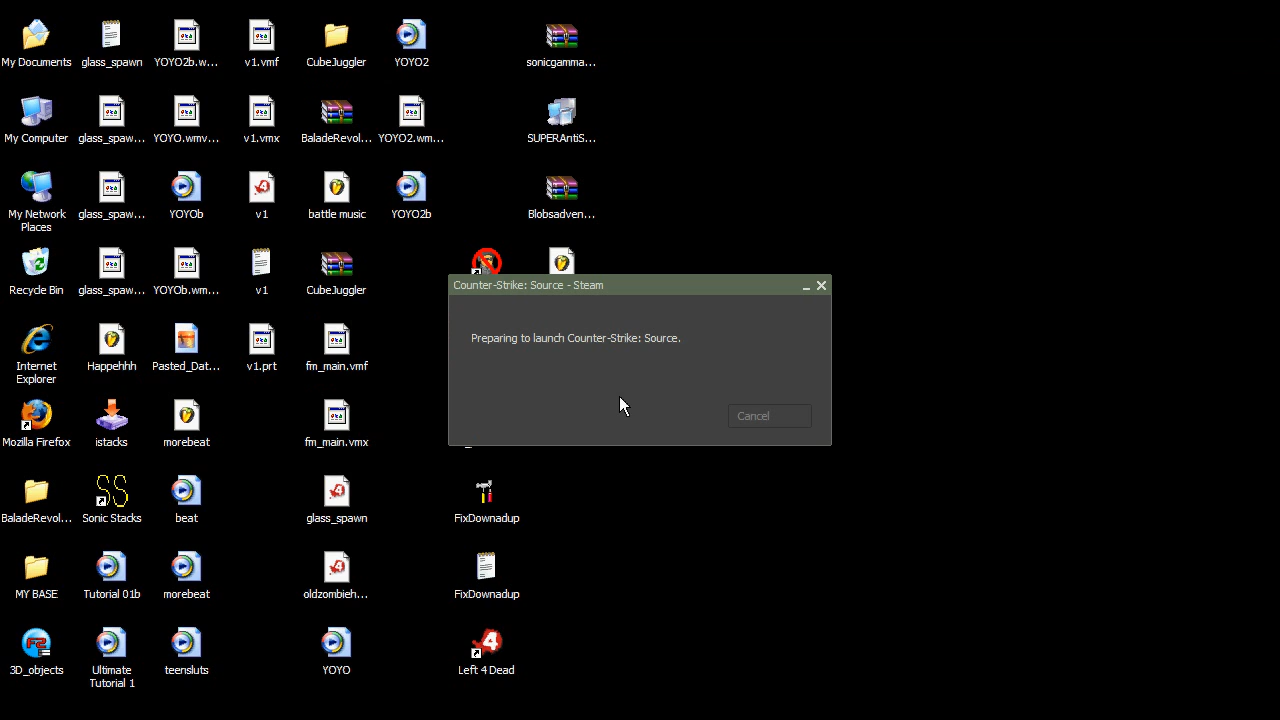 My Documents
glass_spawn
YOYO2b.w...
v1.vmf
CubeJuggler
YOYO2
sonicgamma...
My Computer
glass_spaw...
YOYO.wmv...
v1.vmx
BaladeRevol...
YOYO2.wm...
SUPERAntiS...
My Network
Places
glass_spaw...
YOYOb
v1
battle music
YOYO2b
Blobsadven...
Recycle Bin
glass_spaw...
YOYOb.wm...
v1
CubeJuggler
Counter-Strike: Source - Steam
Preparing to launch Counter-Strike: Source.
Cancel
Internet
Explorer
Happehhh
Pasted_Dat...
v1.prt
fm_main.vmf
Mozilla Firefox
istacks
morebeat
fm_main.vmx
BaladeRevol...
SS
Sonic Stacks
beat
glass_spawn
FixDownadup
MY BASE
Tutorial 01b
morebeat
oldzombieh...
FixDownadup
3D_objects
Ultimate
Tutorial 1
teensluts
YOYO
4
Left 4 Dead